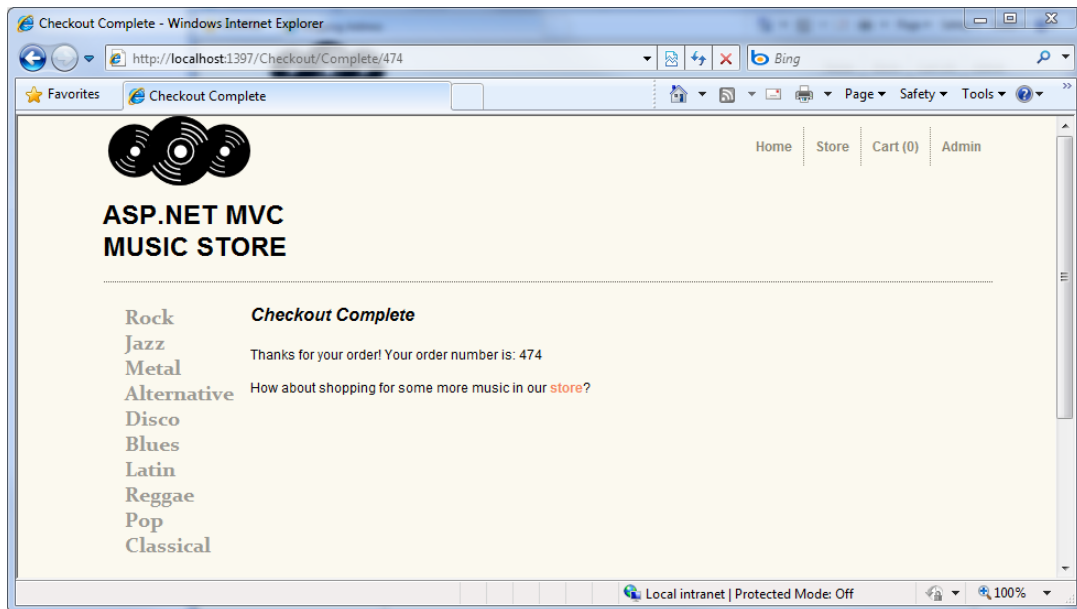 Checkout Complete - Windows Internet Explorer
http://localhost:1397/Checkout/Complete/474
Bing
Favorites
Checkout Complete
Page
Safety
Tools
Home
Store
Cart (0)
Admin
ASP.NET MVC
MUSIC STORE
Rock
Jazz
Metal
Alternative
Disco
Blues
Latin
Reggae
Pop
Classical
Checkout Complete
Thanks for your order! Your order number is: 474
How about shopping for some more music in our store?
Local intranet | Protected Mode: Off
100%